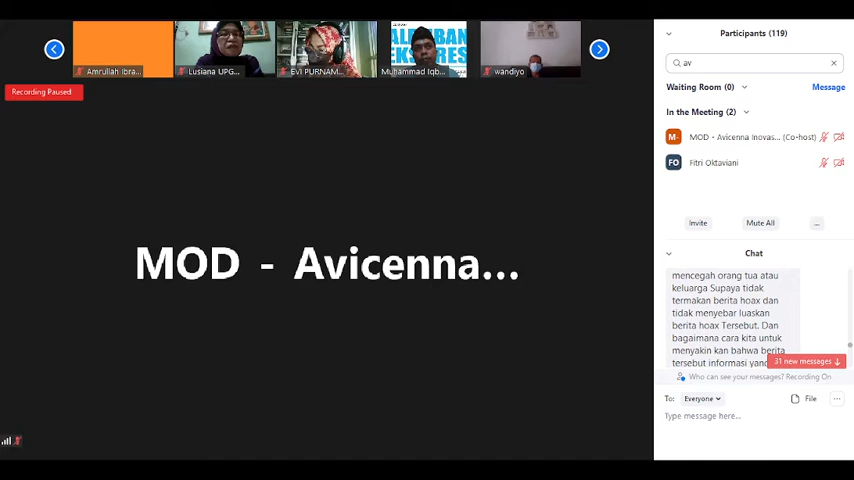 Amrullah Ibra...
Lusiana UPG...
EVI PURNAM...
Muhammad Iqb...
wandiyo
Recording Paused
MOD - Avicenna...
Participants (119)
av
Waiting Room (0)
Message
In the Meeting (2)
M-
MOD - Avicenna Inovas... (Co-host)
FO
Fitri Oktaviani
Invite
Mute All
...
Chat
mencegah orang tua atau
keluarga Supaya tidak
termakan berita hoax dan
tidak menyebar luaskan
berita hoax Tersebut. Dan
bagaimana cara kita untuk
menyakin kan bahwa berita
tersebut informasi yang
31 new messages
Who can see your messages? Recording On
To: Everyone
File
...
Type message here...